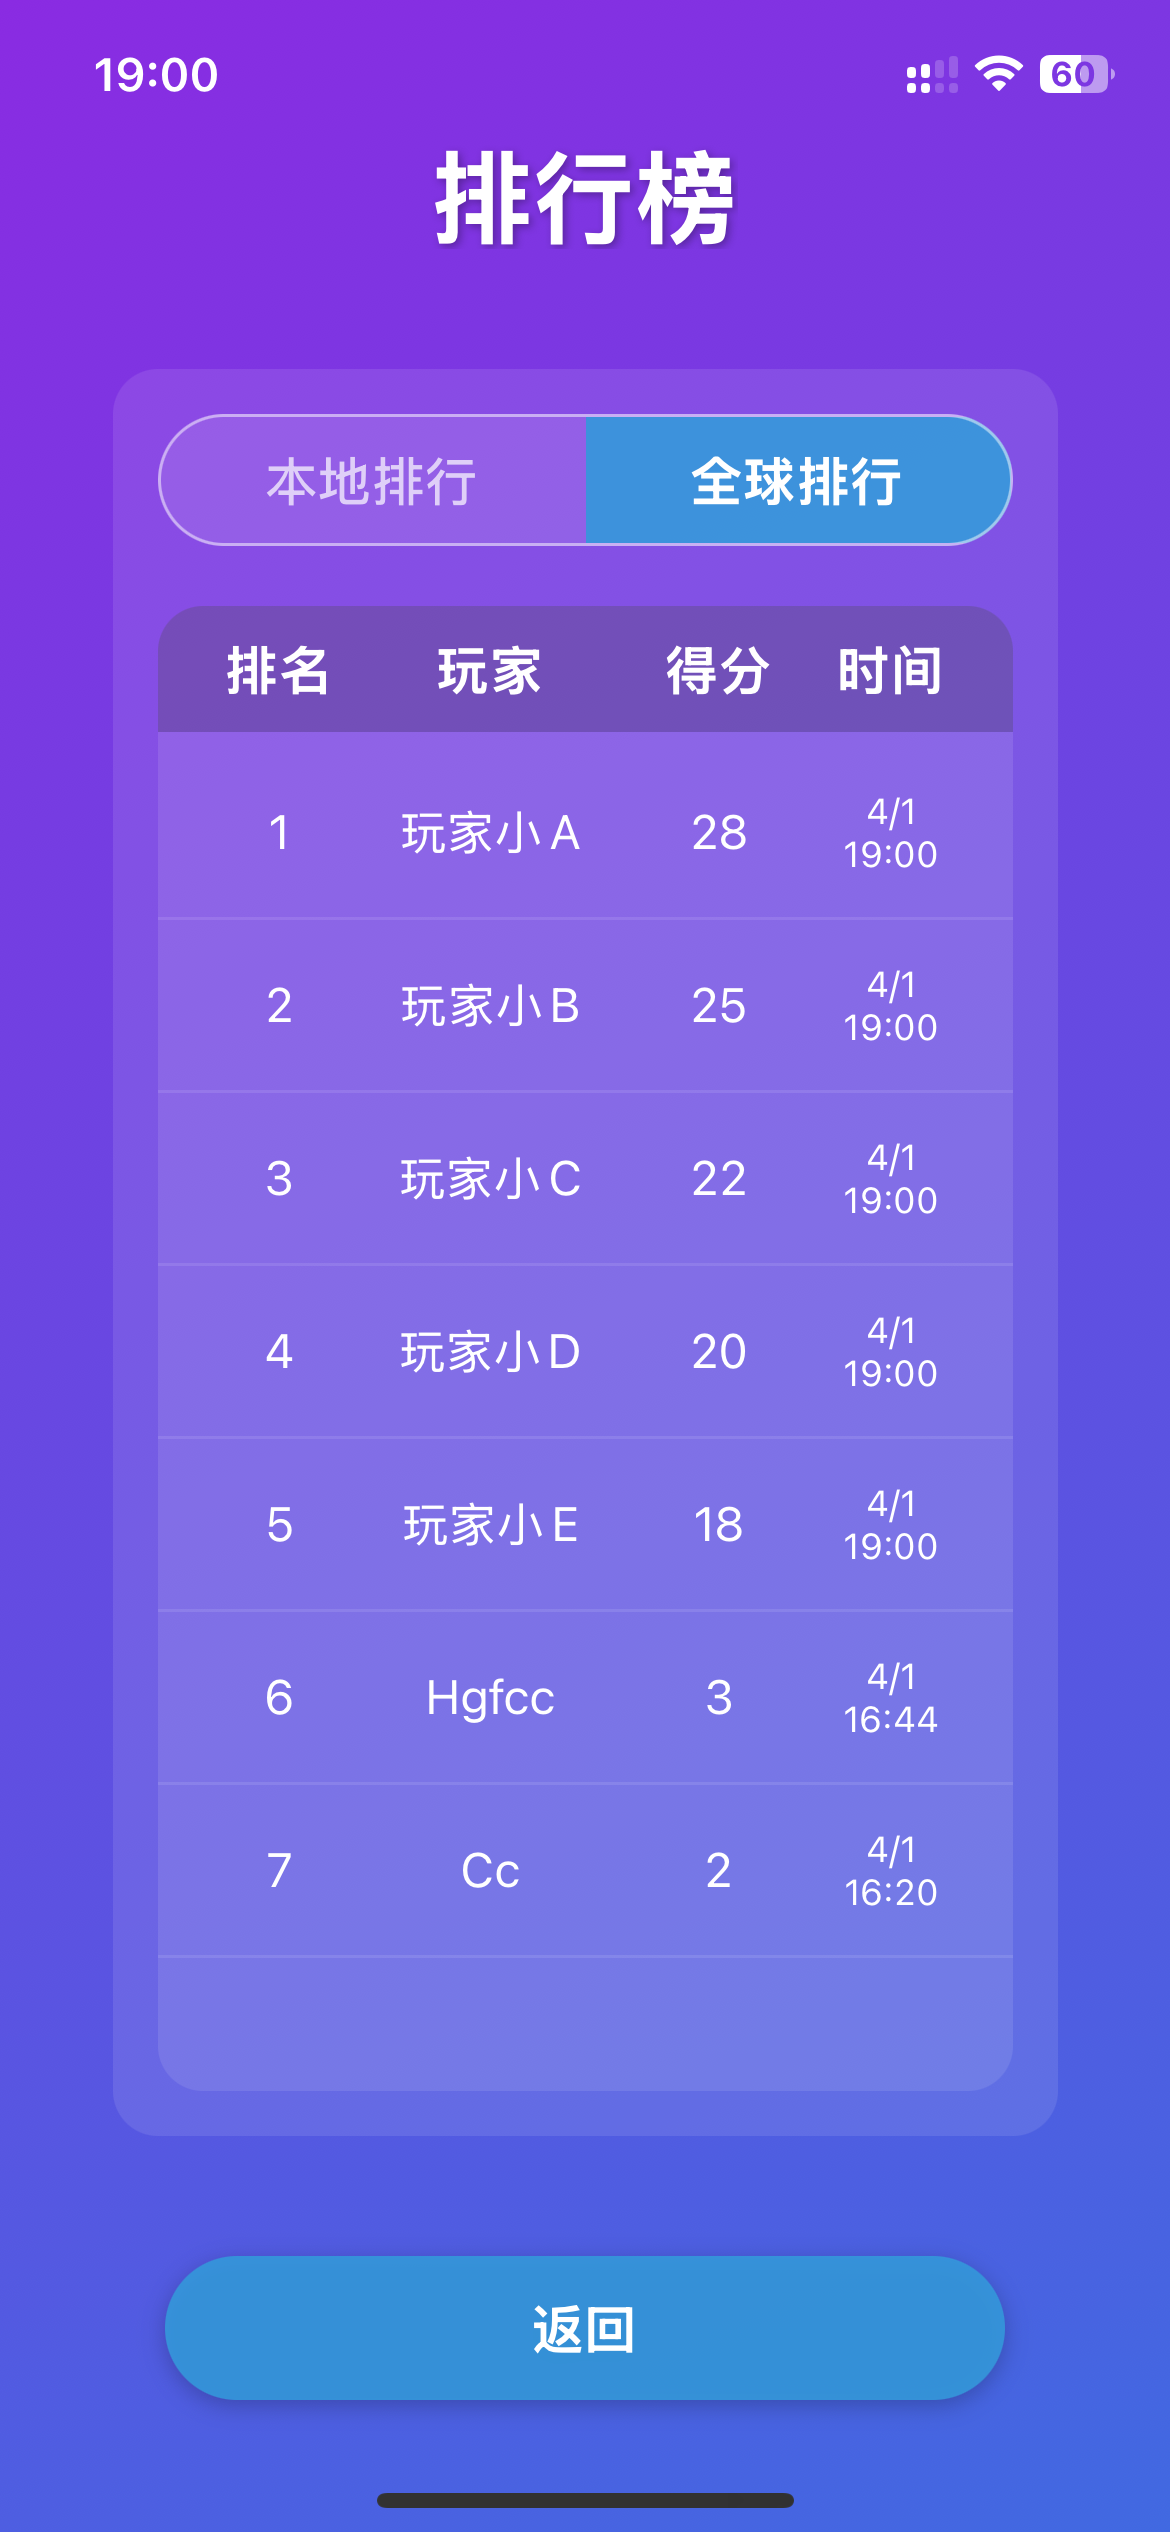 19:00
60
排行榜
本地排行 全球排行
排名 玩家 得分 时间
1 玩家小A 28 4/1 19:00
2 玩家小B 25 4/1 19:00
3 玩家小C 22 4/1 19:00
4 玩家小D 20 4/1 19:00
5 玩家小E 18 4/1 19:00
6 Hgfcc 3 4/1 16:44
7 Cc 2 4/1 16:20
返回